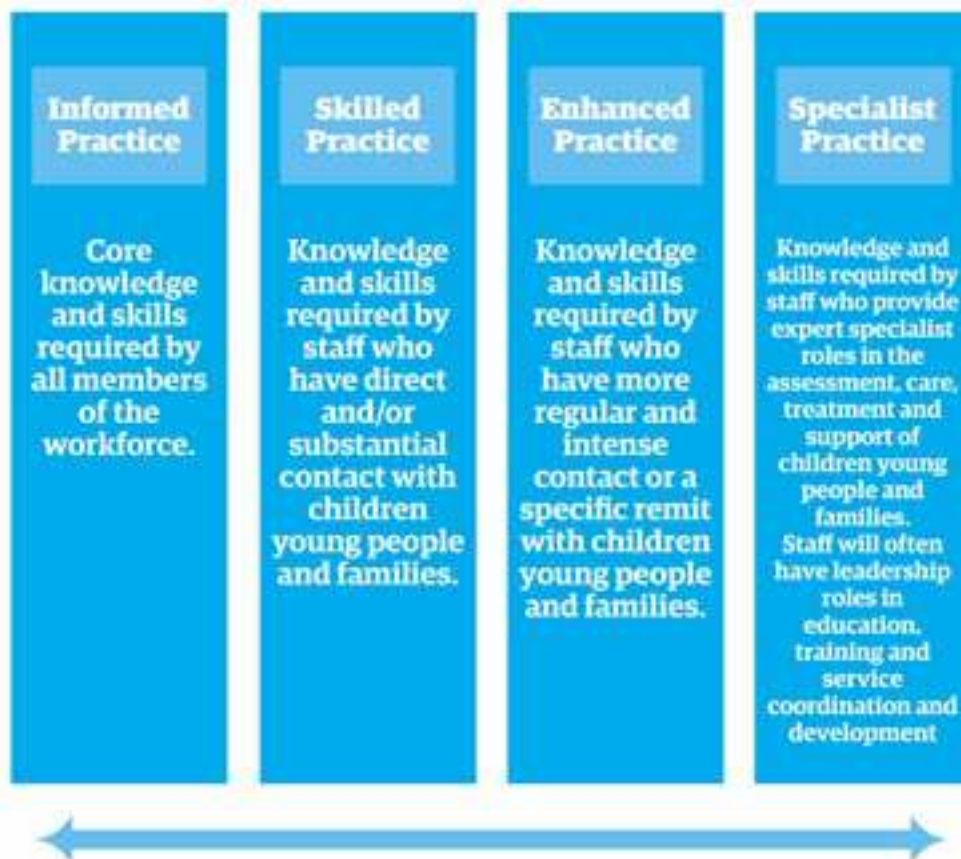 Informed
Practice
Core
knowledge
and skills
required by
all members
of the
workforce.
Skilled
Practice
Knowledge
and skills
required by
staff who
have direct
and/or
substantial
contact with
children
young people
and families.
Enhanced
Practice
Knowledge
and skills
required by
staff who
have more
regular and
intense
contact or a
specific remit
with children
young people
and families.
Specialist
Practice
Knowledge and
skills required by
staff who provide
expert specialist
roles in the
assessment, care,
treatment and
support of
children young
people and
families.
Staff will often
have leadership
roles in
education,
training and
service
coordination and
development